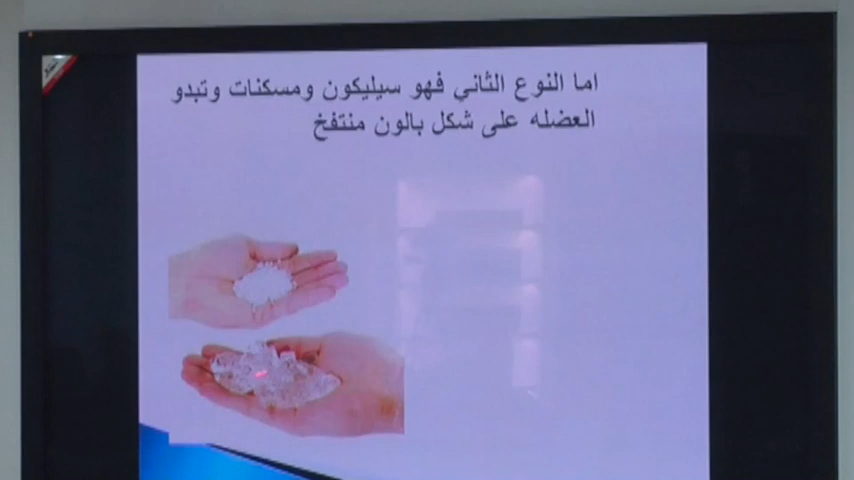 اما النوع الثاني فهو سيليكون ومسكنات وتبدو
العضله على شكل بالون منتفخ